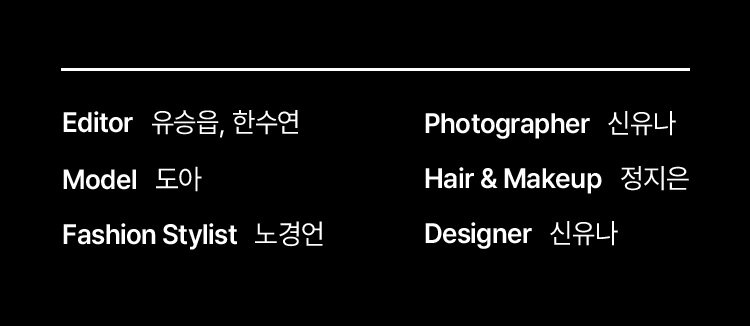 Editor 유승읍, 한수연
Photographer 신유나
Model 도아
Hair & Makeup 정지은
Fashion Stylist 노경언
Designer 신유나